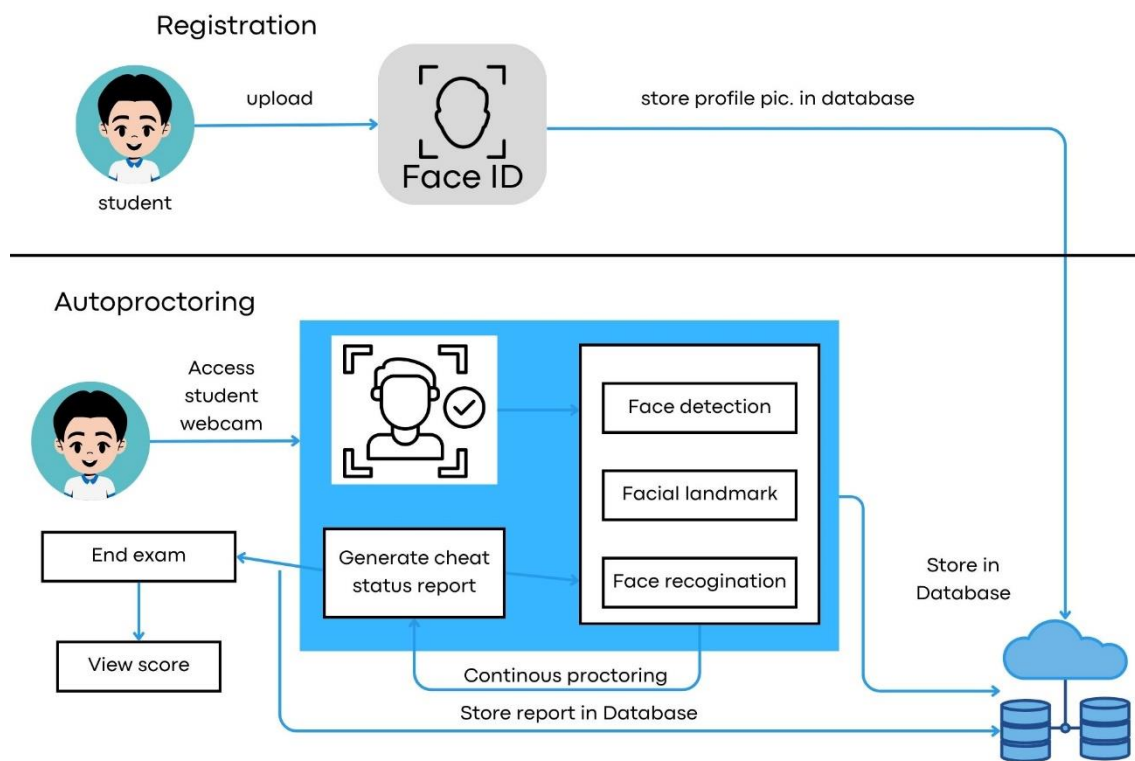 Registration
upload
store profile pic. in database
Face ID
student
Autoproctoring
Access
student
webcam
Face detection
Facial landmark
Face recogination
End exam
Generate cheat
status report
View score
Store in
Database
Continous proctoring
Store report in Database